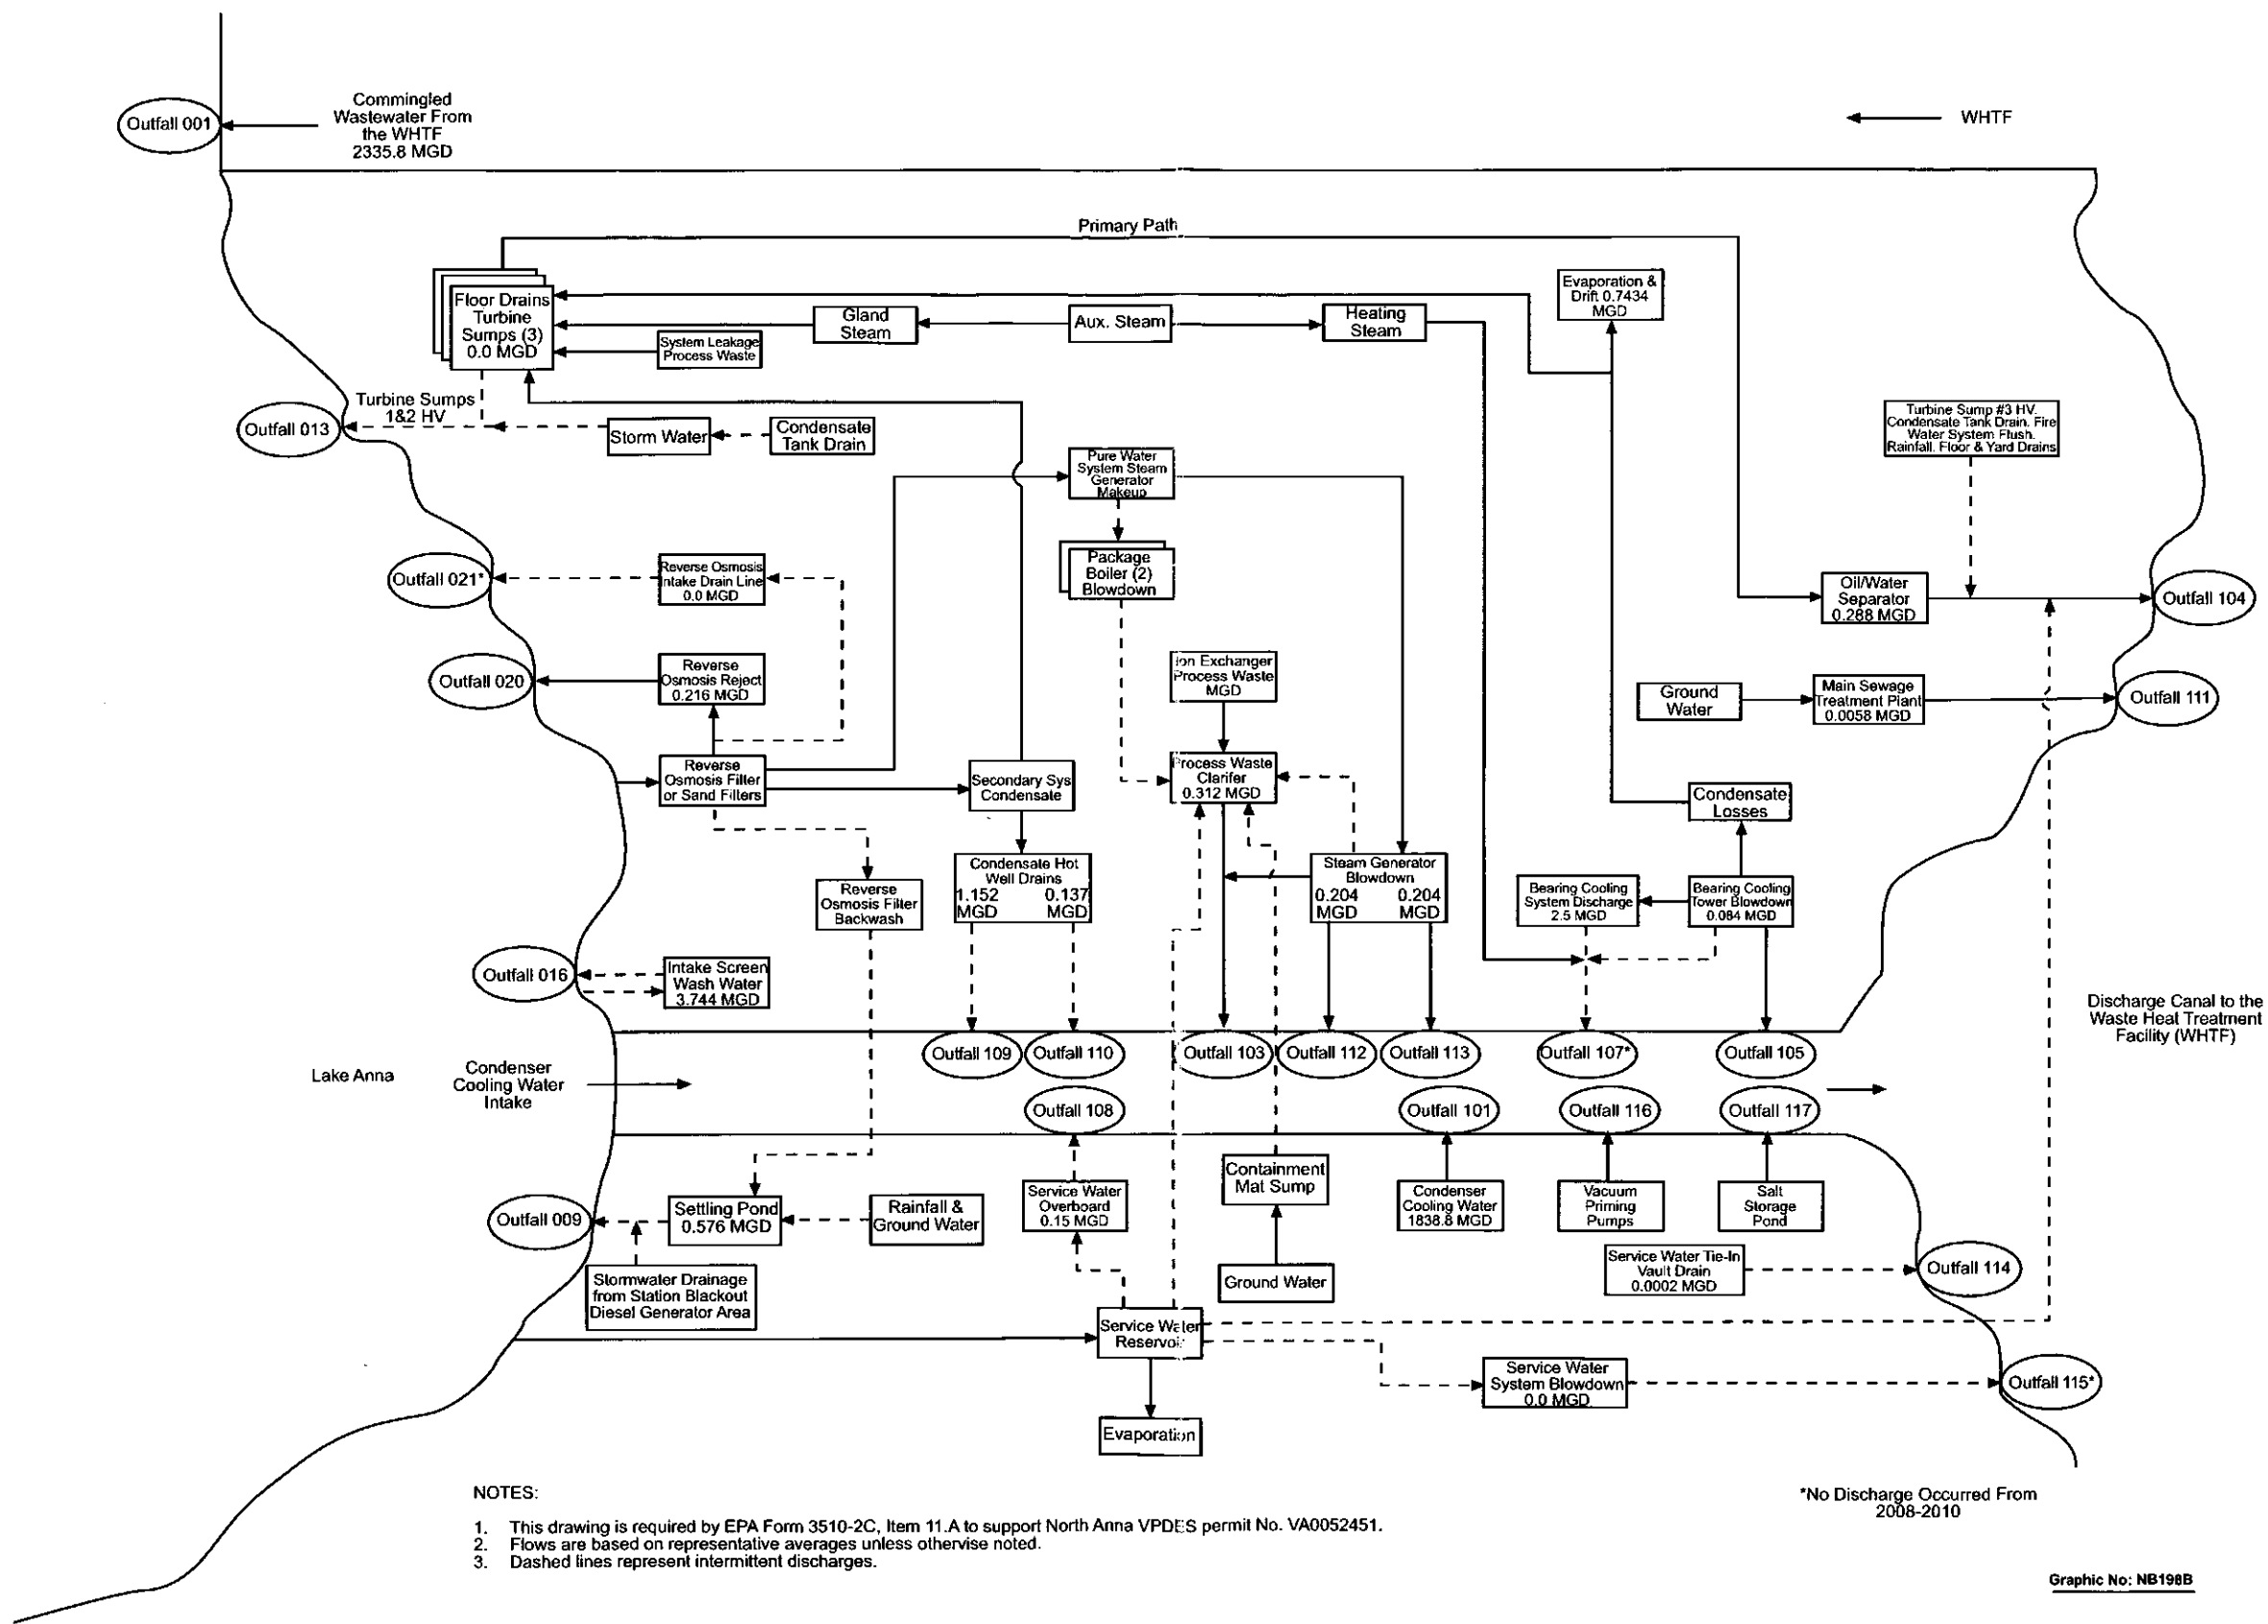 Outfall 001
Commingled
Wastewater From
the WHTF
2335.8 MGD
WHTF
Primary Path
Floor Drains
Turbine
Sumps (3)
0.0 MGD
System Leakage
Process Waste
Gland
Steam
Aux. Steam
Heating
Steam
Evaporation &
Drift 0.7434
MGD
Turbine Sumps
1&2 HV
Outfall 013
Storm Water
Condensate
Tank Drain
Turbine Sump #3 HV.
Condensate Tank Drain. Fire
Water System Flush.
Rainfall. Floor & Yard Drains
Pure Water
System Steam
Generator
Makeup
Package
Boiler (2)
Blowdown
Outfall 021*
Reverse Osmosis
Intake Drain Line
0.0 MGD
Oil/Water
Separator
0.288 MGD
Outfall 104
Outfall 020
Reverse
Osmosis Reject
0.216 MGD
Ion Exchanger
Process Waste
MGD
Ground
Water
Main Sewage
Treatment Plant
0.0058 MGD
Outfall 111
Reverse
Osmosis Filter
or Sand Filters
Secondary Sys
Condensate
Process Waste
Clarifer
0.312 MGD
Condensate
Losses
Reverse
Osmosis Filter
Backwash
Condensate Hot
Well Drains
1.152 0.137
MGD MGD
Steam Generator
Blowdown
0.204 0.204
MGD MGD
Bearing Cooling
System Discharge
2.5 MGD
Bearing Cooling
Tower Blowdown
0.084 MGD
Outfall 016
Intake Screen
Wash Water
3.744 MGD
Discharge Canal to the
Waste Heat Treatment
Facility (WHTF)
Outfall 109
Outfall 110
Outfall 103
Outfall 112
Outfall 113
Outfall 107*
Outfall 105
Lake Anna
Condenser
Cooling Water
Intake
Outfall 108
Outfall 101
Outfall 116
Outfall 117
Outfall 009
Settling Pond
0.576 MGD
Rainfall &
Ground Water
Service Water
Overboard
0.15 MGD
Containment
Mat Sump
Condenser
Cooling Water
1838.8 MGD
Vacuum
Priming
Pumps
Salt
Storage
Pond
Stormwater Drainage
from Station Blackout
Diesel Generator Area
Ground Water
Service Water Tie-In
Vault Drain
0.0002 MGD
Outfall 114
Service Water
Reservoir
Service Water
System Blowdown
0.0 MGD
Outfall 115*
Evaporation
NOTES:
1. This drawing is required by EPA Form 3510-2C, Item 11.A to support North Anna VPDES permit No. VA0052451.
2. Flows are based on representative averages unless othervise noted.
3. Dashed lines represent intermittent discharges.
*No Discharge Occurred From
2008-2010
Graphic No: NB198B